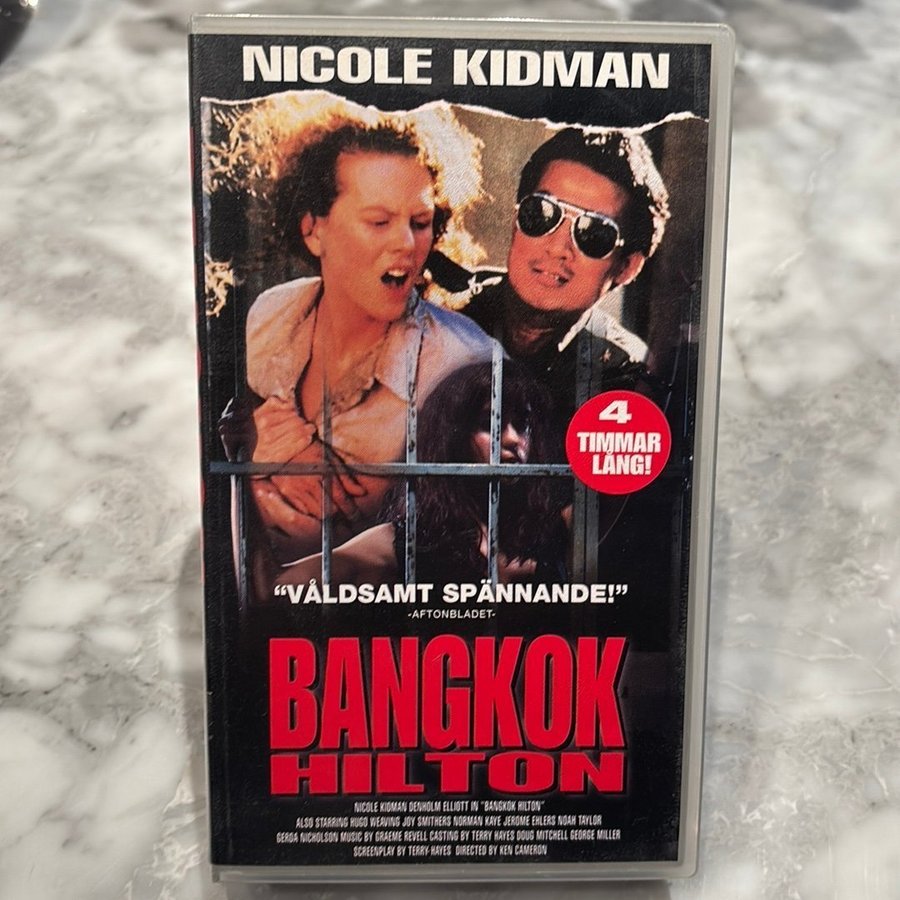 NICOLE KIDMAN
4
TIMMAR
LÅNG!
"VÅLDSAMT SPÄNNANDE!"
-AFTONBLADET-
BANGKOK
HILTON
NICOLE KIDMAN DENHOLM ELLIOTT IN "BANGKOK HILTON"
ALSO STARRING HUGO WEAVING JOY SMITHERS NORMAN KAYE JEROME EHLERS NOAH TAYLOR
GERDA NICHOLSON MUSIC BY GRAEME REVELL CASTING BY TERRY HAYES DOUG MITCHELL GEORGE MILLER
SCREENPLAY BY TERRY-HAYES DIRECTED BY KEN CAMERON